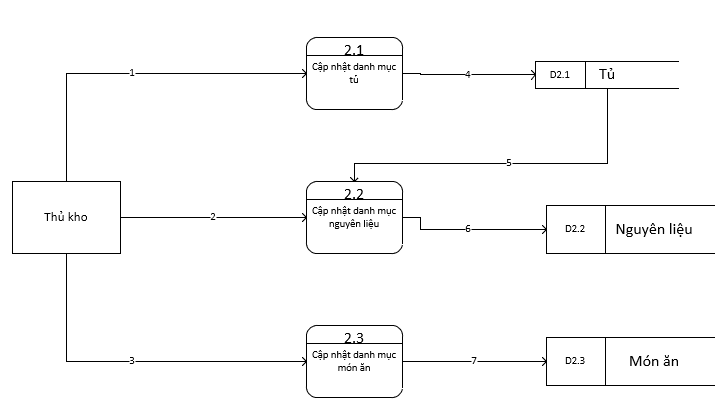 2.1
Cập nhật danh mục
tủ
1
4
D2.1
Tủ
5
2.2
Cập nhật danh mục
nguyên liệu
Thủ kho
2
6
D2.2
Nguyên liệu
2.3
Cập nhật danh mục
món ăn
3
7
D2.3
Món ăn